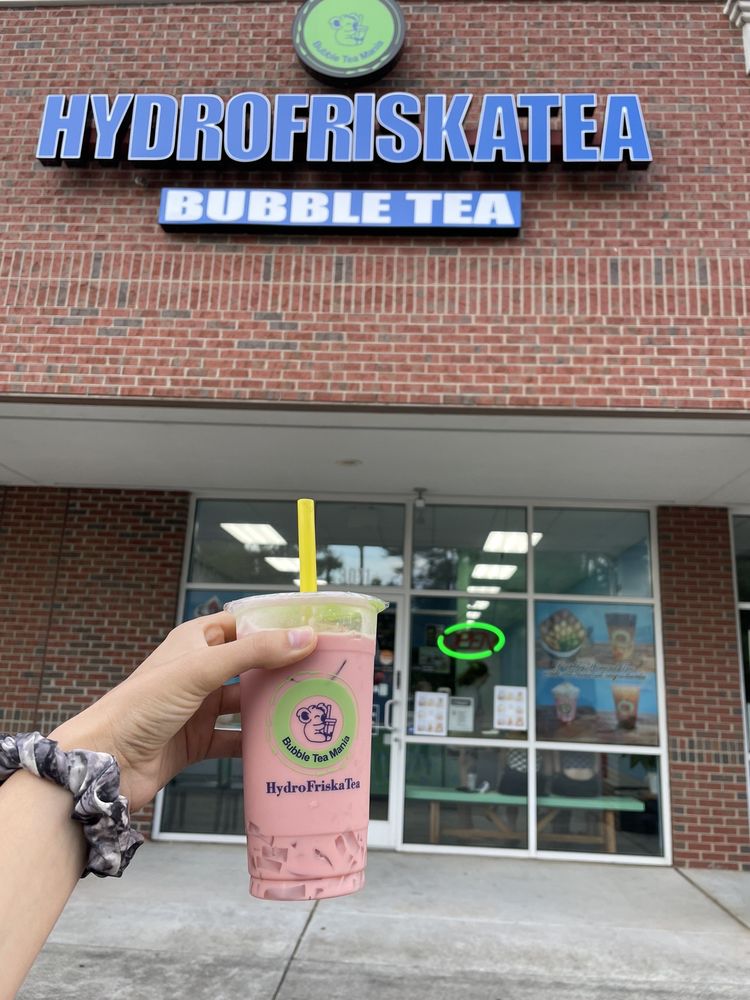 Bubble Tea Mania
HYDROFRISKATEA
BUBBLE TEA
Bubble Tea Mania
HydroFriskaTea